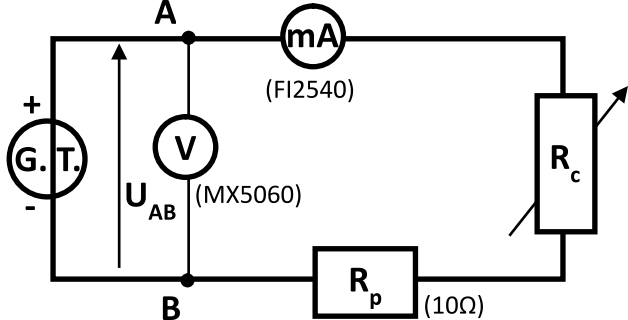 A
mA
(FI2540)
+
G. T.
-
V
(MX5060)
U_AB
R_c
R_p
(10Ω)
B